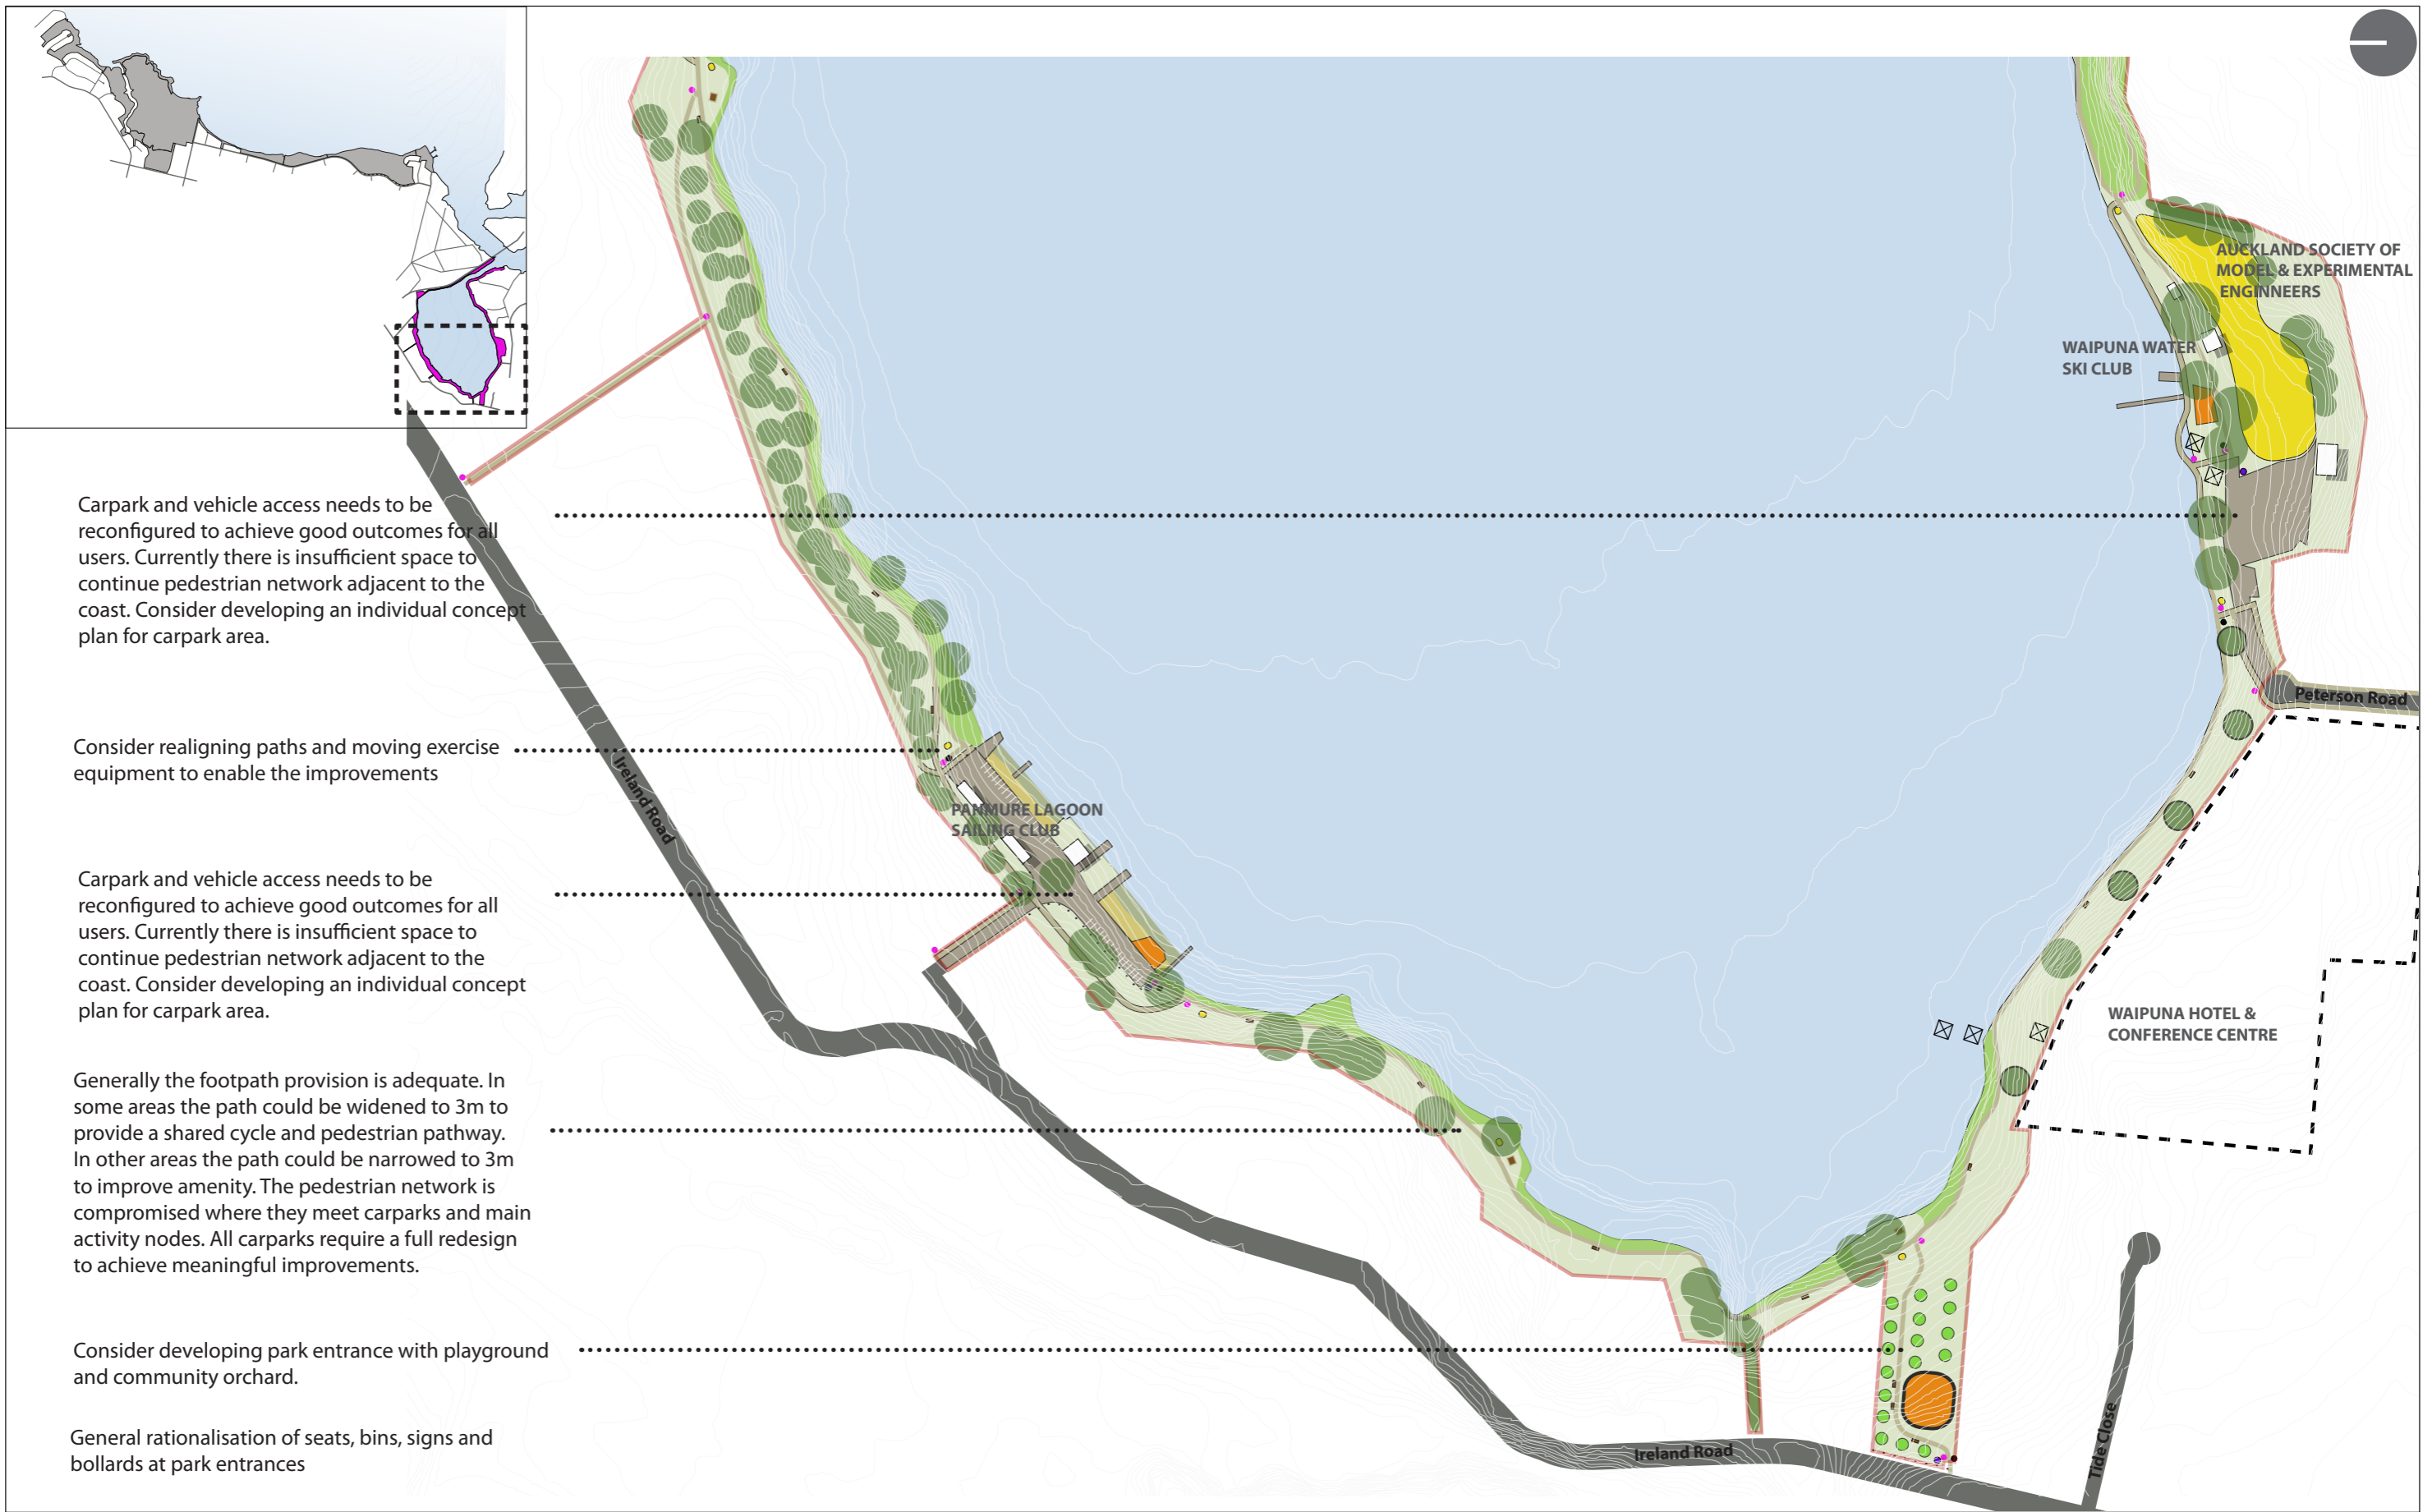 AUCKLAND SOCIETY OF
MODEL & EXPERIMENTAL
ENGINNEERS
WAIPUNA WATER
SKI CLUB
Carpark and vehicle access needs to be
reconfigured to achieve good outcomes for all
users. Currently there is insufficient space to
continue pedestrian network adjacent to the
coast. Consider developing an individual concept
plan for carpark area.
Peterson Road
Consider realigning paths and moving exercise
equipment to enable the improvements
Ireland Road
PANMURE LAGOON
SAILING CLUB
Carpark and vehicle access needs to be
reconfigured to achieve good outcomes for all
users. Currently there is insufficient space to
continue pedestrian network adjacent to the
coast. Consider developing an individual concept
plan for carpark area.
WAIPUNA HOTEL &
CONFERENCE CENTRE
Generally the footpath provision is adequate. In
some areas the path could be widened to 3m to
provide a shared cycle and pedestrian pathway.
In other areas the path could be narrowed to 3m
to improve amenity. The pedestrian network is
compromised where they meet carparks and main
activity nodes. All carparks require a full redesign
to achieve meaningful improvements.
Consider developing park entrance with playground
and community orchard.
General rationalisation of seats, bins, signs and
bollards at park entrances
Ireland Road
Tide Close